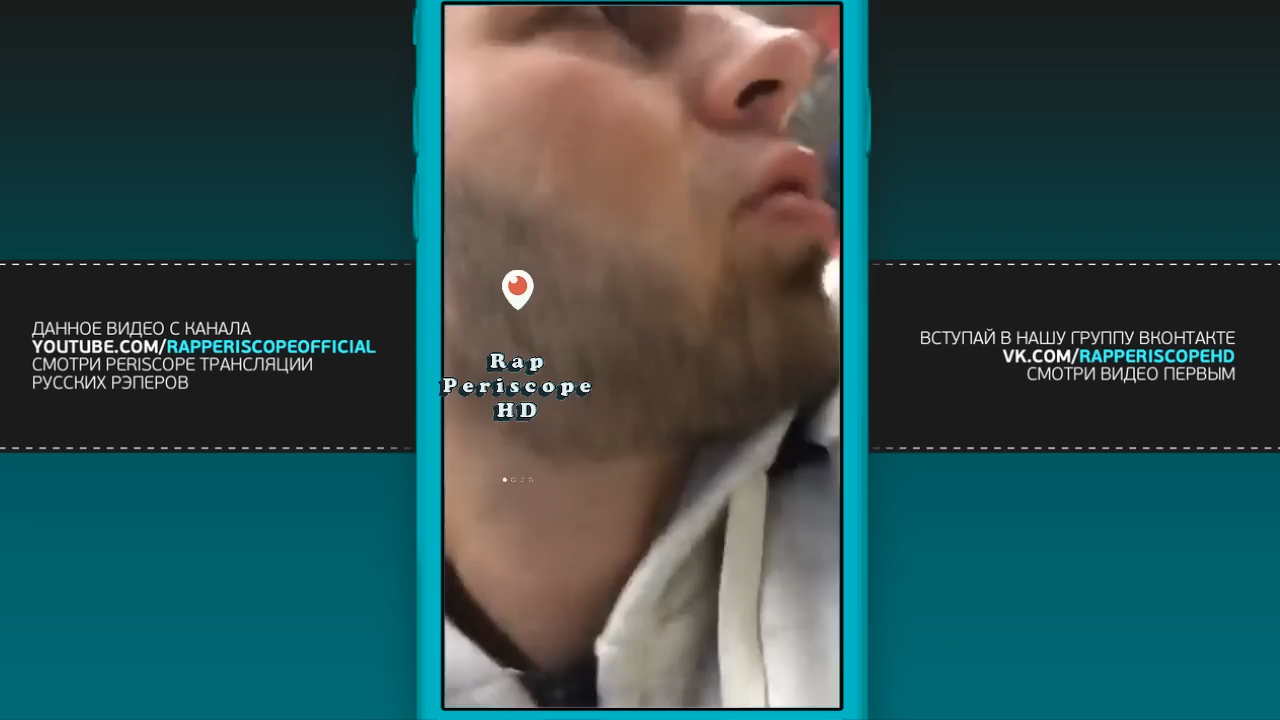 ДАННОЕ ВИДЕО С КАНАЛА
YOUTUBE.COM/RAPPERISCOPEOFFICIAL
СМОТРИ PERISCOPE ТРАНСЛЯЦИИ
РУССКИХ РЭПЕРОВ
Rap
Periscope
HD
ВСТУПАЙ В НАШУ ГРУППУ ВКОНТАКТЕ
VK.COM/RAPPERISCOPEHD
СМОТРИ ВИДЕО ПЕРВЫМ